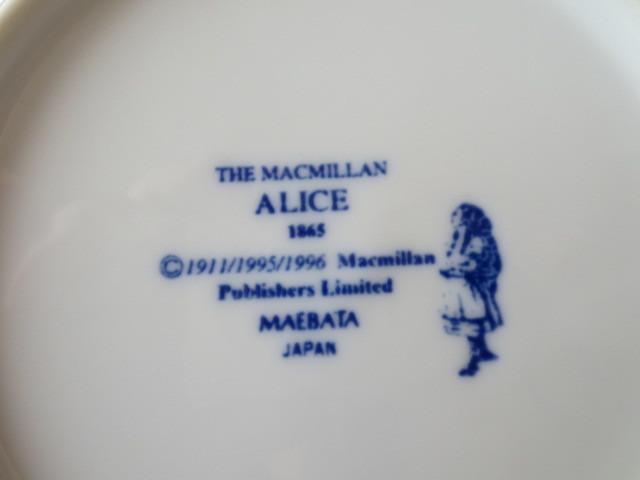 THE MACMILLAN
ALICE
1865
©1911/1995/1996 Macmillan
Publishers Limited
MAEBATA
JAPAN